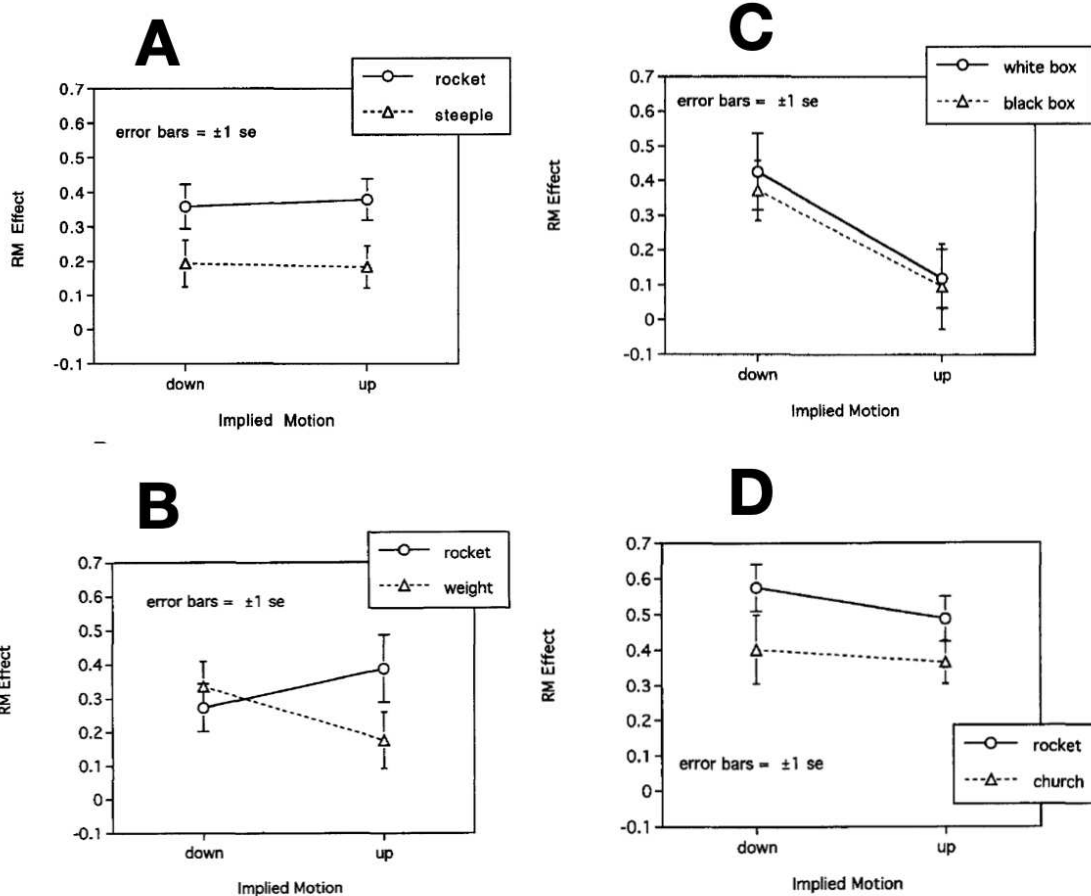 A
rocket
steeple
error bars = ±1 se
0.7
0.6
0.5
0.4
0.3
0.2
0.1
0
-0.1
RM Effect
down
up
Implied Motion
C
white box
black box
error bars = ±1 se
0.7
0.6
0.5
0.4
0.3
0.2
0.1
0
-0.1
RM Effect
down
up
Implied Motion
B
rocket
weight
error bars = ±1 se
0.7
0.6
0.5
0.4
0.3
0.2
0.1
0
-0.1
RM Effect
down
up
Implied Motion
D
0.7
0.6
0.5
0.4
0.3
0.2
0.1
0
-0.1
RM Effect
rocket
church
error bars = ±1 se
down
up
Implied Motion